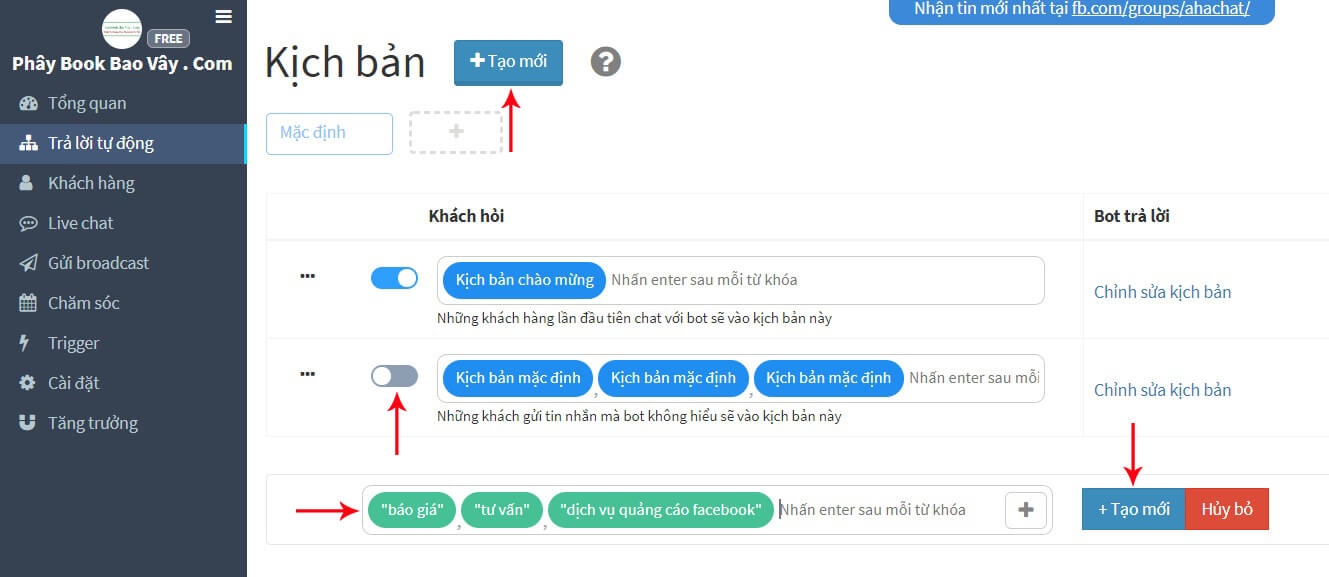 Nhận tin mới nhất tại fb.com/groups/ahachat/
FREE
Phây Book Bao Vây . Com
Tổng quan
Trả lời tự động
Khách hàng
Live chat
Gửi broadcast
Chăm sóc
Trigger
Cài đặt
Tăng trưởng
Kịch bản
+ Tạo mới
?
Mặc định
+
Khách hỏi
Bot trả lời
... Kịch bản chào mừng Nhấn enter sau mỗi từ khóa
Chỉnh sửa kịch bản
Những khách hàng lần đầu tiên chat với bot sẽ vào kịch bản này
... Kịch bản mặc định , Kịch bản mặc định , Kịch bản mặc định Nhấn enter sau mỗi
Chỉnh sửa kịch bản
Những khách gửi tin nhắn mà bot không hiểu sẽ vào kịch bản này
"báo giá" , "tư vấn" , "dịch vụ quảng cáo facebook" Nhấn enter sau mỗi từ khóa +
+ Tạo mới
Hủy bỏ